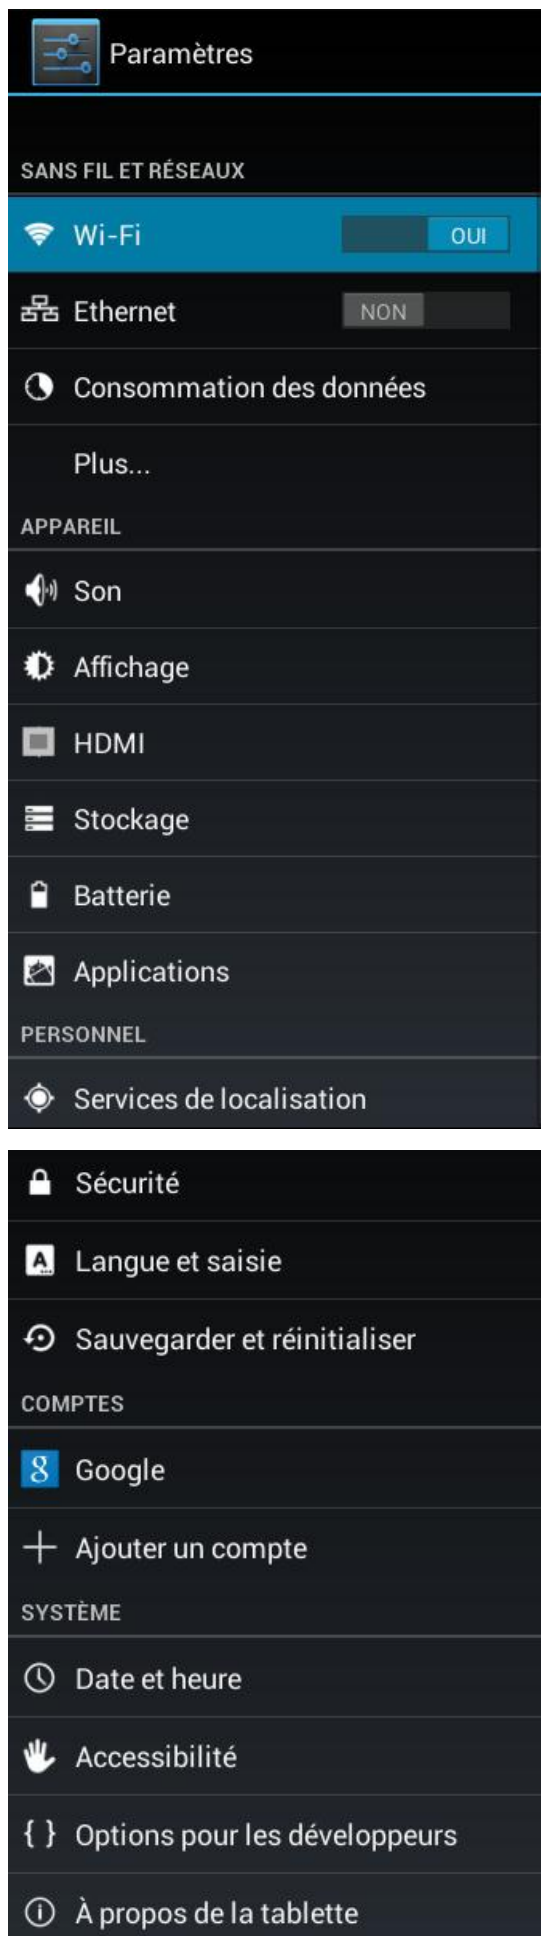 Paramètres
SANS FIL ET RÉSEAUX
Wi-Fi OUI
Ethernet NON
Consommation des données
Plus...
APPAREIL
Son
Affichage
HDMI
Stockage
Batterie
Applications
PERSONNEL
Services de localisation
Sécurité
Langue et saisie
Sauvegarder et réinitialiser
COMPTES
Google
Ajouter un compte
SYSTÈME
Date et heure
Accessibilité
{ } Options pour les développeurs
À propos de la tablette